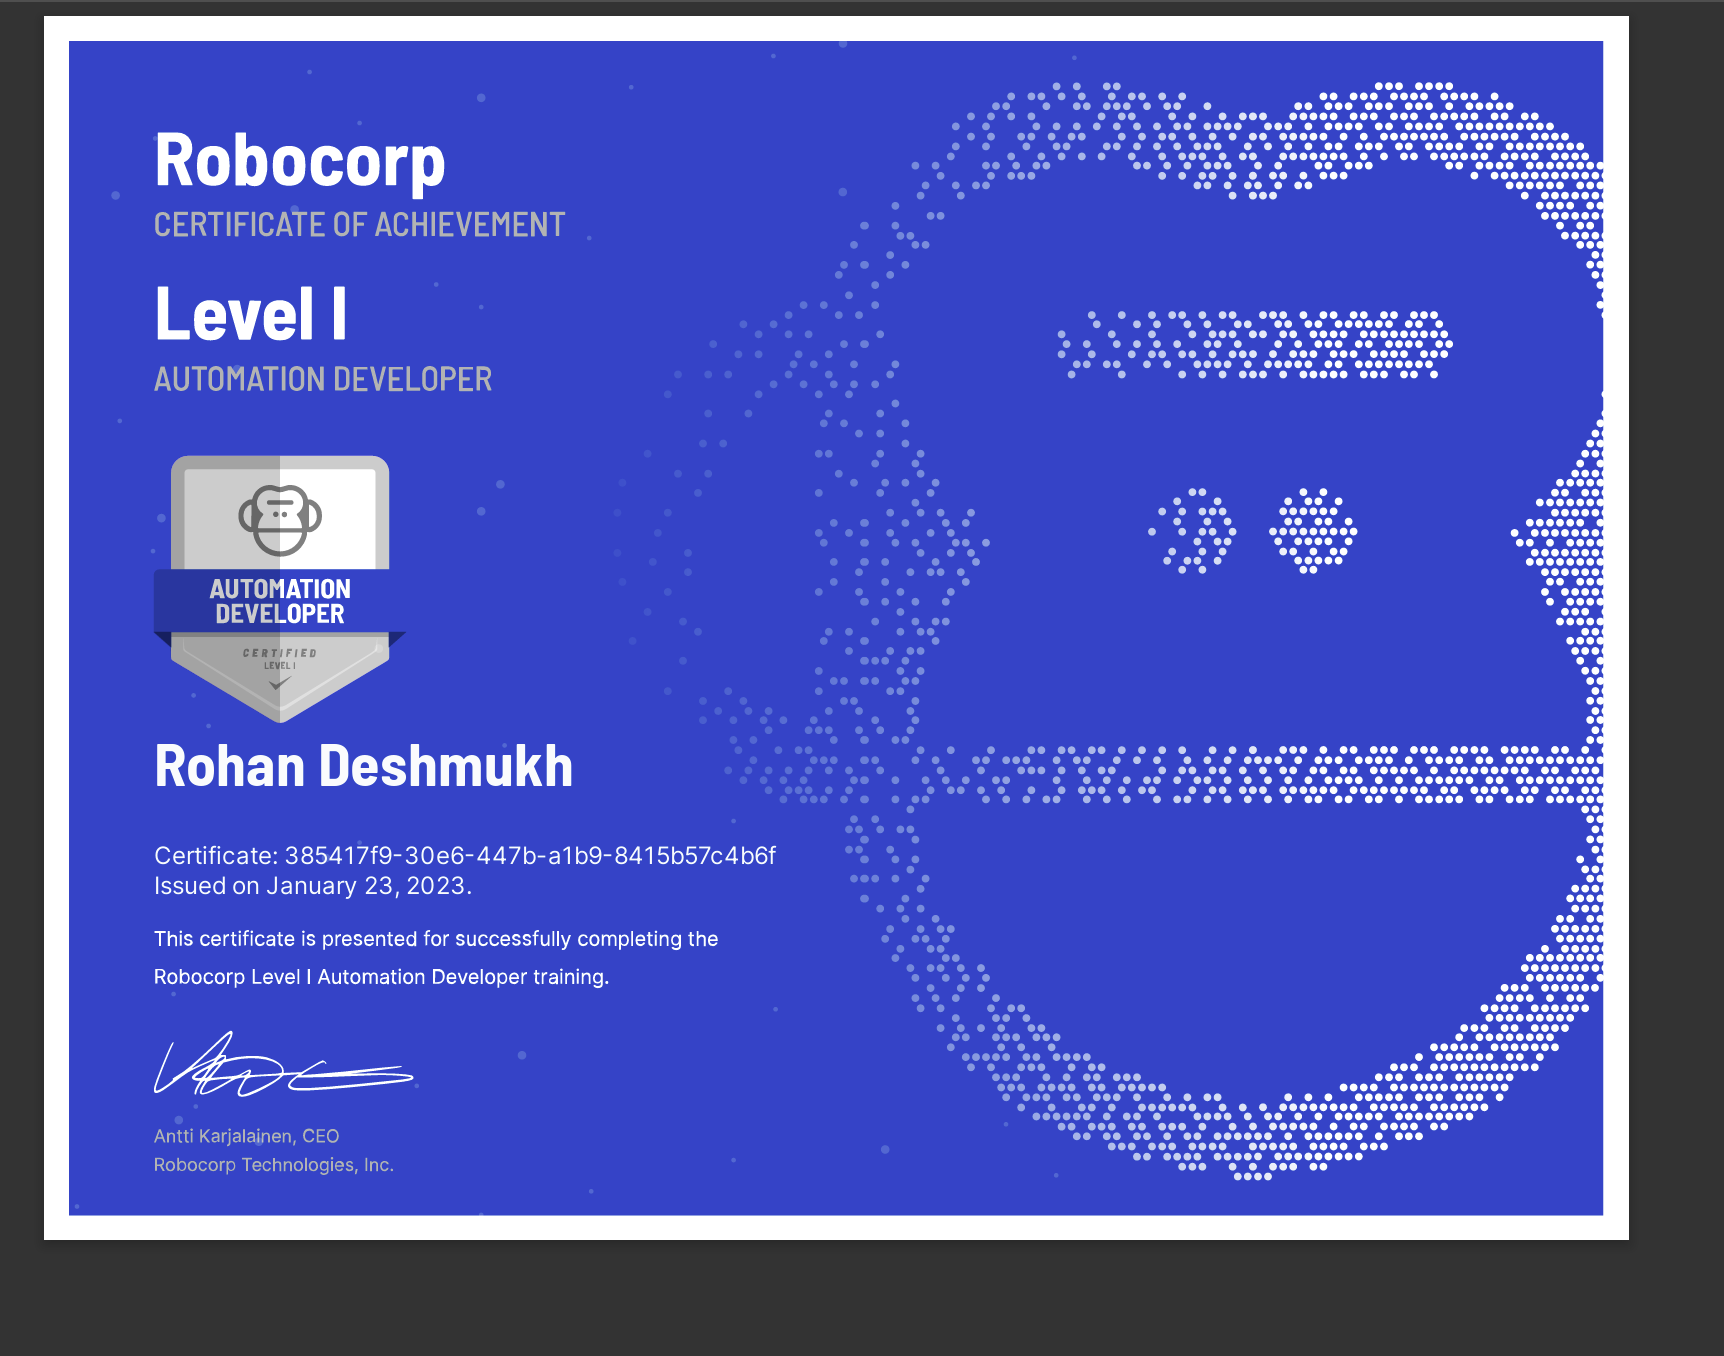 Robocorp
CERTIFICATE OF ACHIEVEMENT
Level I
AUTOMATION DEVELOPER
AUTOMATION
DEVELOPER
CERTIFIED
LEVEL I
Rohan Deshmukh
Certificate: 385417f9-30e6-447b-a1b9-8415b57c4b6f
Issued on January 23, 2023.
This certificate is presented for successfully completing the
Robocorp Level I Automation Developer training.
Antti Karjalainen, CEO
Robocorp Technologies, Inc.